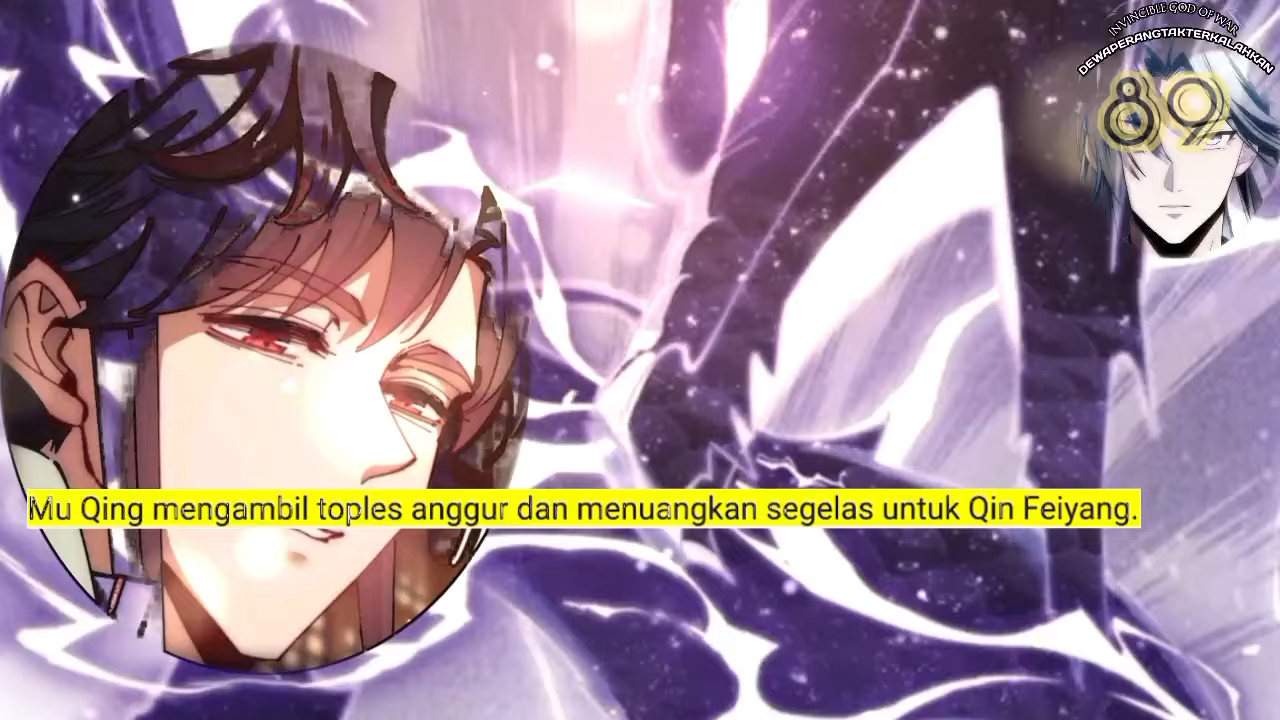 INVINCIBLE GOD OF WAR
DEWAPERANGTAKTERKALAHKAN
89
Mu Qing mengambil toples anggur dan menuangkan segelas untuk Qin Feiyang.